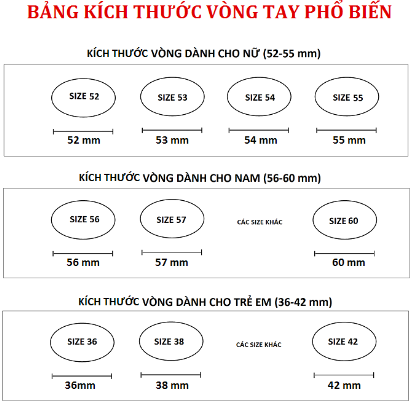 BẢNG KÍCH THƯỚC VÒNG TAY PHỔ BIẾN
KÍCH THƯỚC VÒNG DÀNH CHO NỮ (52-55 mm)
SIZE 52 SIZE 53 SIZE 54 SIZE 55
52 mm 53 mm 54 mm 55 mm
KÍCH THƯỚC VÒNG DÀNH CHO NAM (56-60 mm)
SIZE 56 SIZE 57 CÁC SIZE KHÁC SIZE 60
56 mm 57 mm 60 mm
KÍCH THƯỚC VÒNG DÀNH CHO TRẺ EM (36-42 mm)
SIZE 36 SIZE 38 CÁC SIZE KHÁC SIZE 42
36mm 38 mm 42 mm